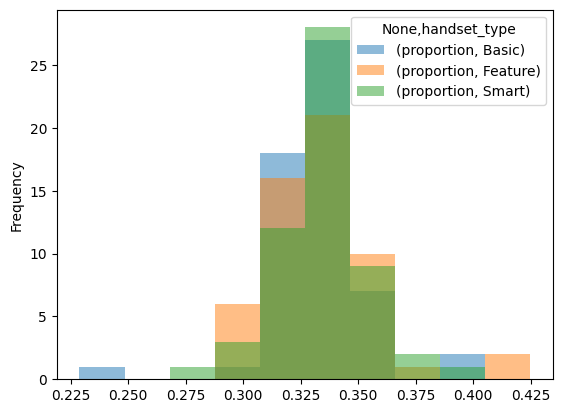 None,handset_type
(proportion, Basic)
(proportion, Feature)
(proportion, Smart)
Frequency
25
20
15
10
5
0
0.225 0.250 0.275 0.300 0.325 0.350 0.375 0.400 0.425